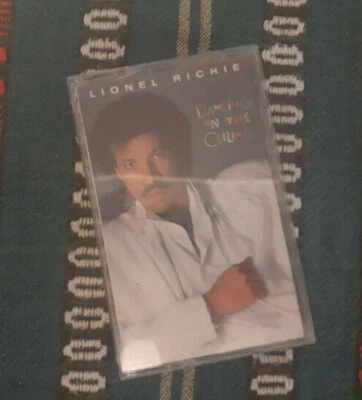 LIONEL RICHIE
DANCING
ON THE
CEILING